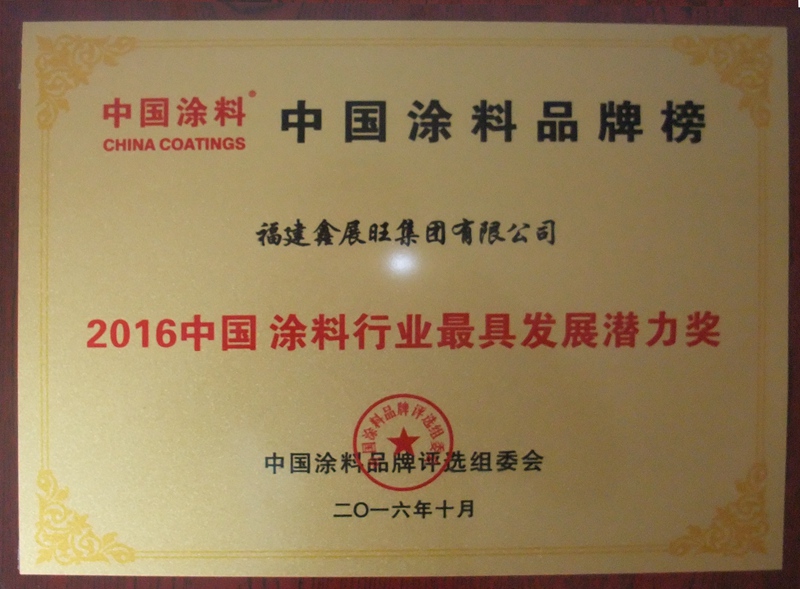 中国涂料®
CHINA COATINGS
中国涂料品牌榜
福建鑫展旺集团有限公司
2016中国 涂料行业最具发展潜力奖
中国涂料品牌评选组委会
二〇一六年十月